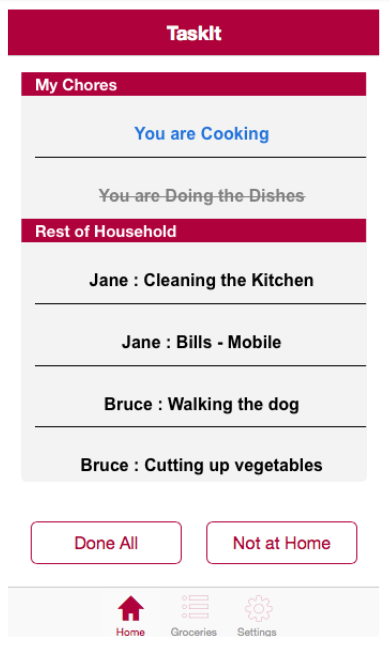 TaskIt
My Chores
You are Cooking
You are Doing the Dishes
Rest of Household
Jane : Cleaning the Kitchen
Jane : Bills - Mobile
Bruce : Walking the dog
Bruce : Cutting up vegetables
Done All
Not at Home
Home
Groceries
Settings